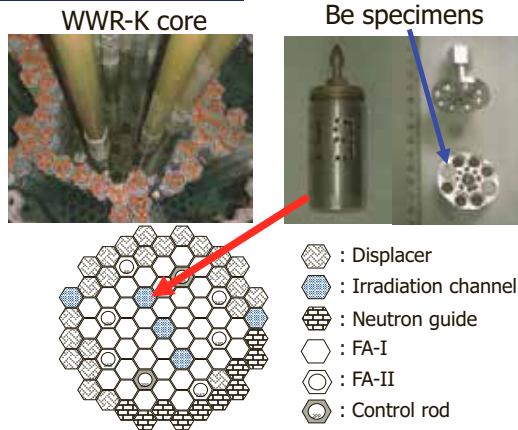 WWR-K core
Be specimens
: Displacer
: Irradiation channel
: Neutron guide
: FA-I
: FA-II
: Control rod